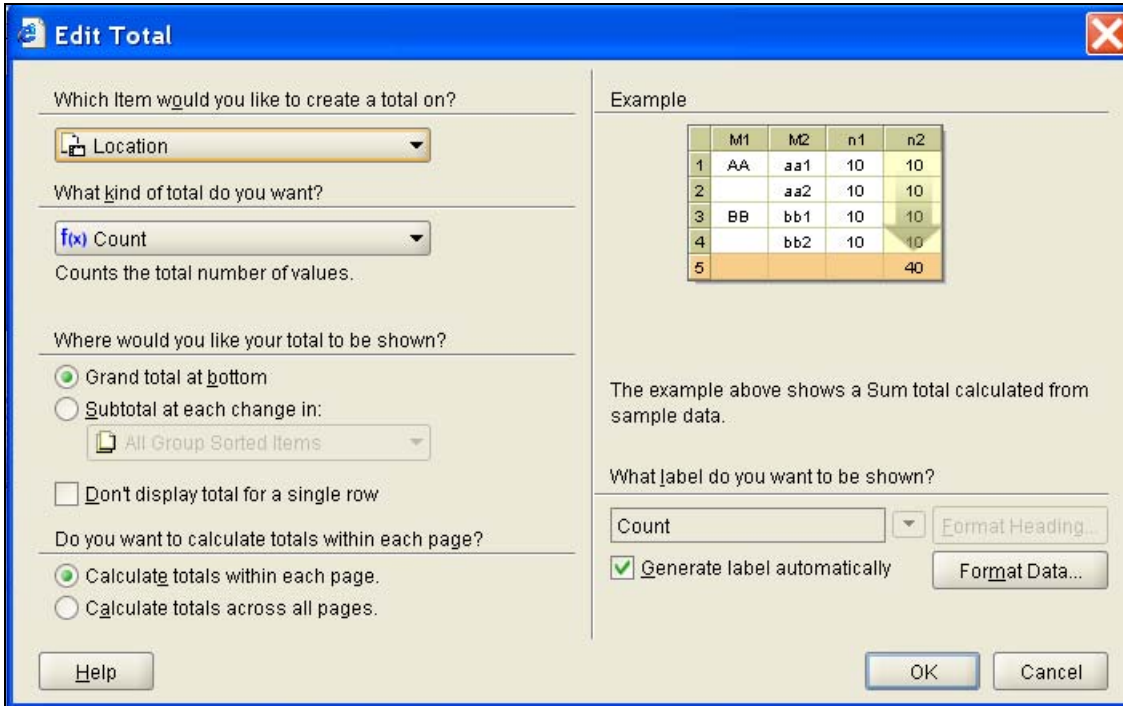 Edit Total
Which Item would you like to create a total on?
Location
What kind of total do you want?
f(x) Count
Counts the total number of values.
Where would you like your total to be shown?
Grand total at bottom
Subtotal at each change in:
All Group Sorted Items
Don't display total for a single row
Do you want to calculate totals within each page?
Calculate totals within each page.
Calculate totals across all pages.
Help
Example
M1 M2 n1 n2
1 AA aa1 10 10
2 aa2 10 10
3 BB bb1 10 10
4 bb2 10 10
5 40
The example above shows a Sum total calculated from
sample data.
What label do you want to be shown?
Count Format Heading...
Generate label automatically Format Data...
OK Cancel